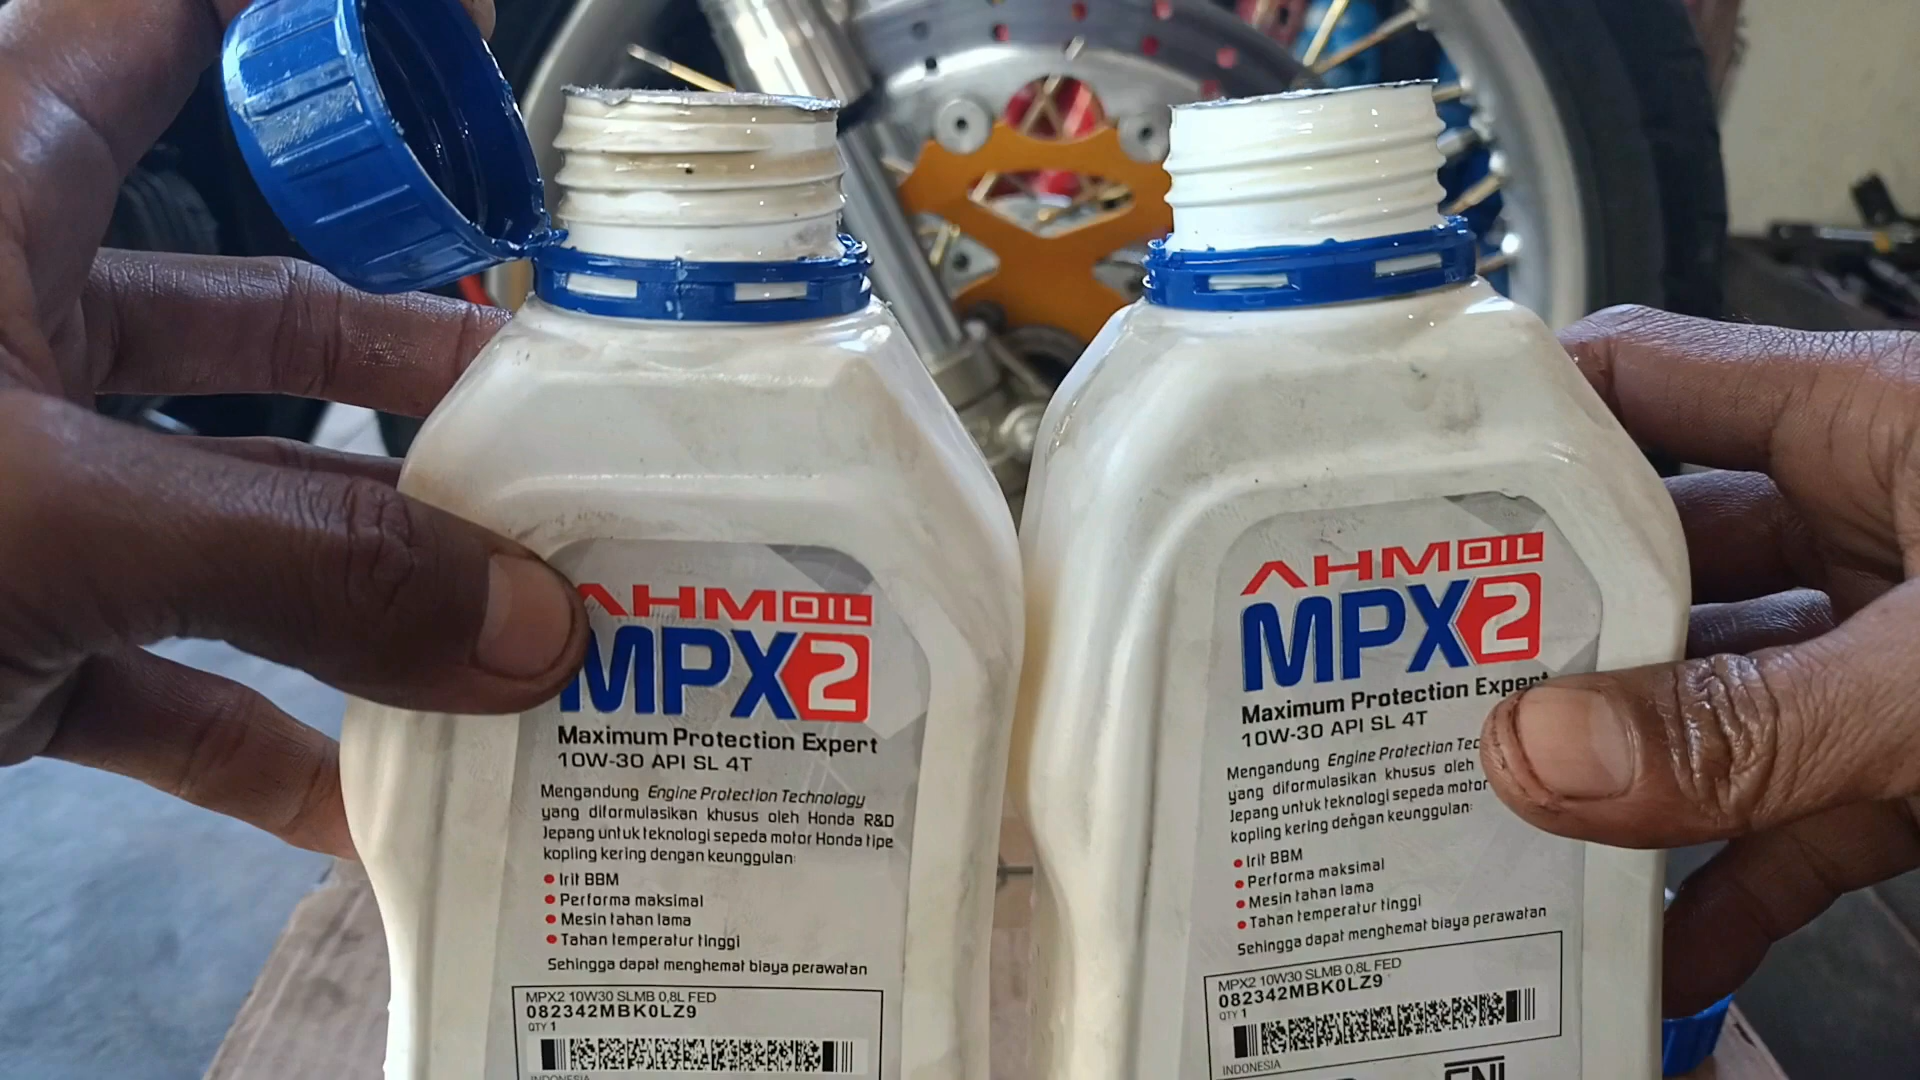 AHMOIL
MPX2
Maximum Protection Expert
10W-30 API SL 4T
Mengandung Engine Protection Technology
yang diformulasikan khusus oleh Honda R&D
Jepang untuk teknologi sepeda motor Honda tipe
kopling kering dengan keunggulan:
Irit BBM
Performa maksimal
Mesin tahan lama
Tahan temperatur tinggi
Sehingga dapat menghemat biaya perawatan
MPX2 10W30 SLMB 0,8L FED
082342MBK0LZ9
QTY 1
INDONESIA
AHMOIL
MPX2
Maximum Protection Expert
10W-30 API SL 4T
Mengandung Engine Protection Tec
yang diformulasikan khusus oleh
Jepang untuk teknologi sepeda motor
kopling kering dengan keunggulan:
Irit BBM
Performa maksimal
Mesin tahan lama
Tahan temperatur tinggi
Sehingga dapat menghemat biaya perawatan
MPX2 10W30 SLMB 0,8L FED
082342MBK0LZ9
QTY 1
INDONESIA